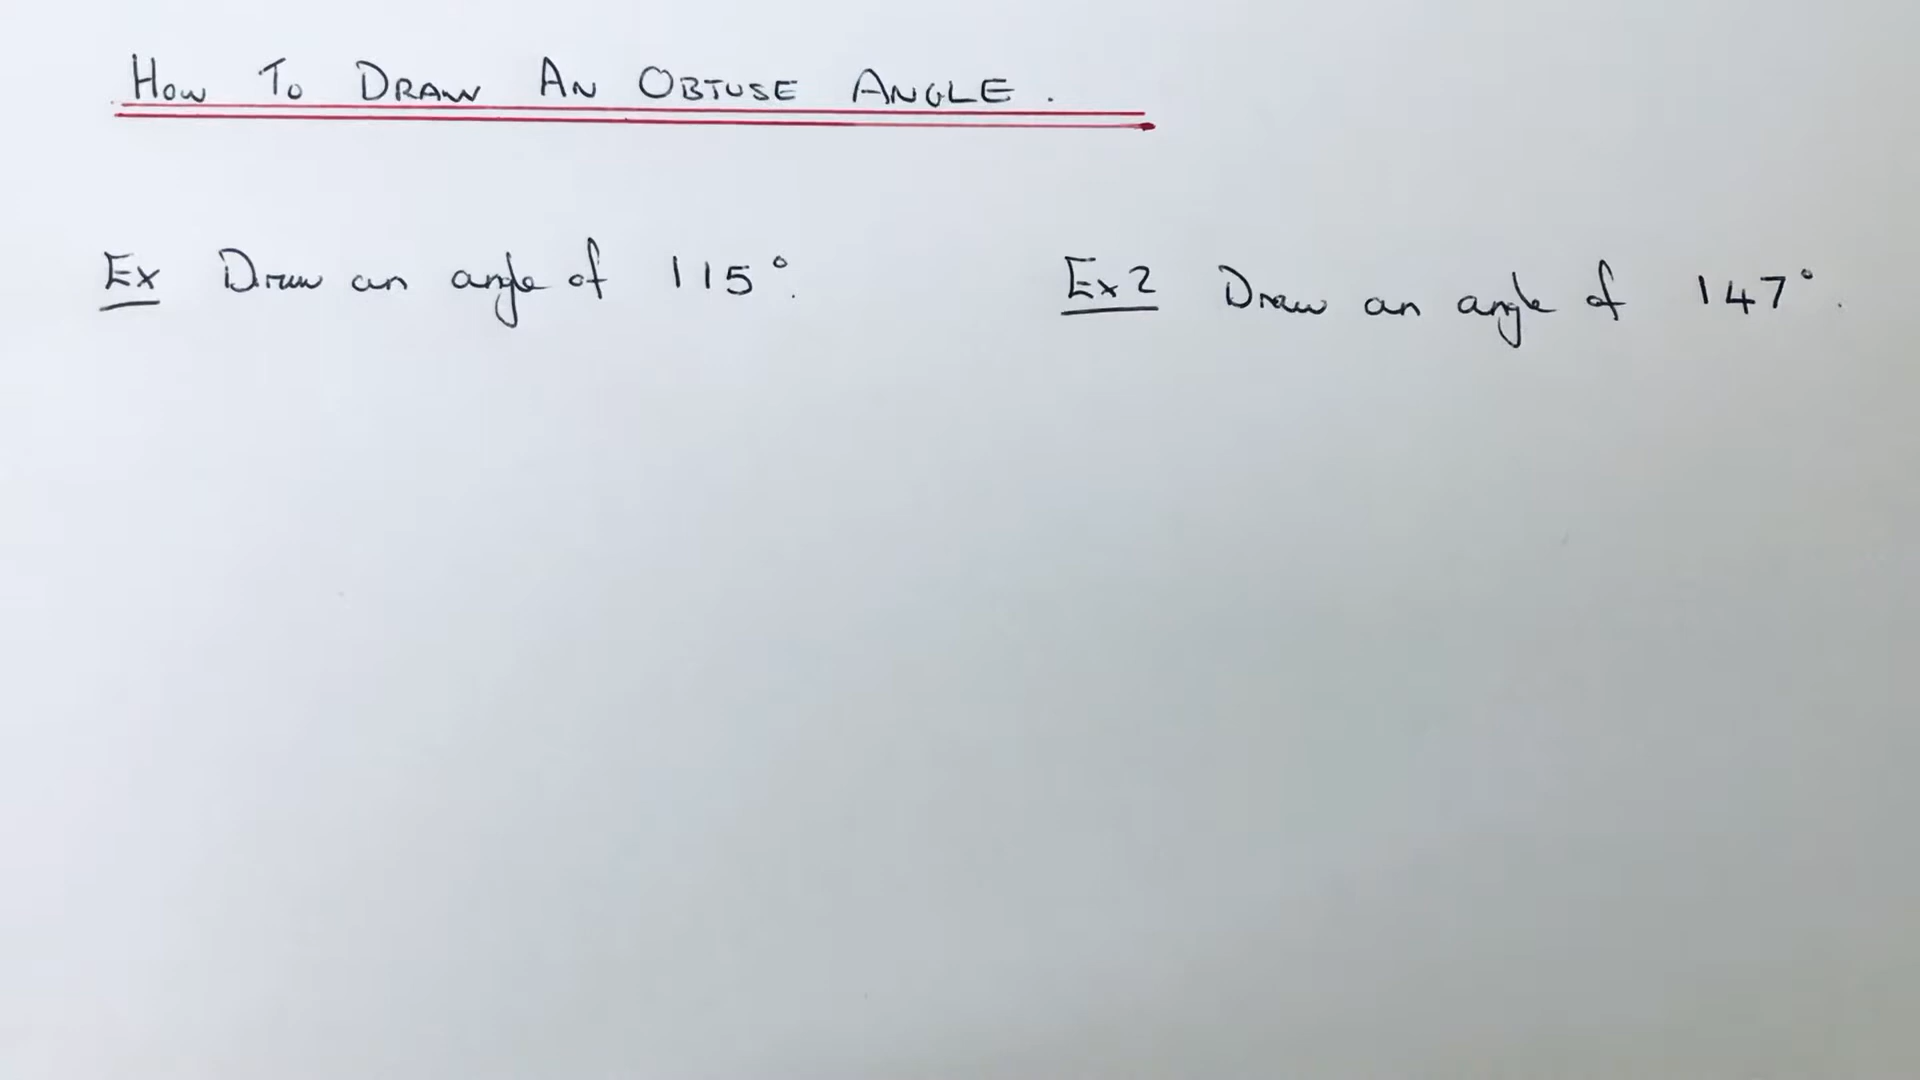 HOW TO DRAW AN OBTUSE ANGLE.
Ex Draw an angle of 115°.
Ex2 Draw an angle of 147°.